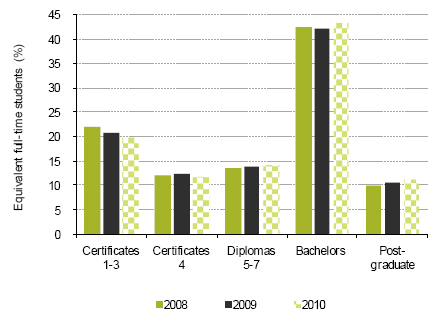 Equivalent full-time students (%)
45
40
35
30
25
20
15
10
5
0
Certificates 1-3
Certificates 4
Diplomas 5-7
Bachelors
Post-graduate
2008 2009 2010